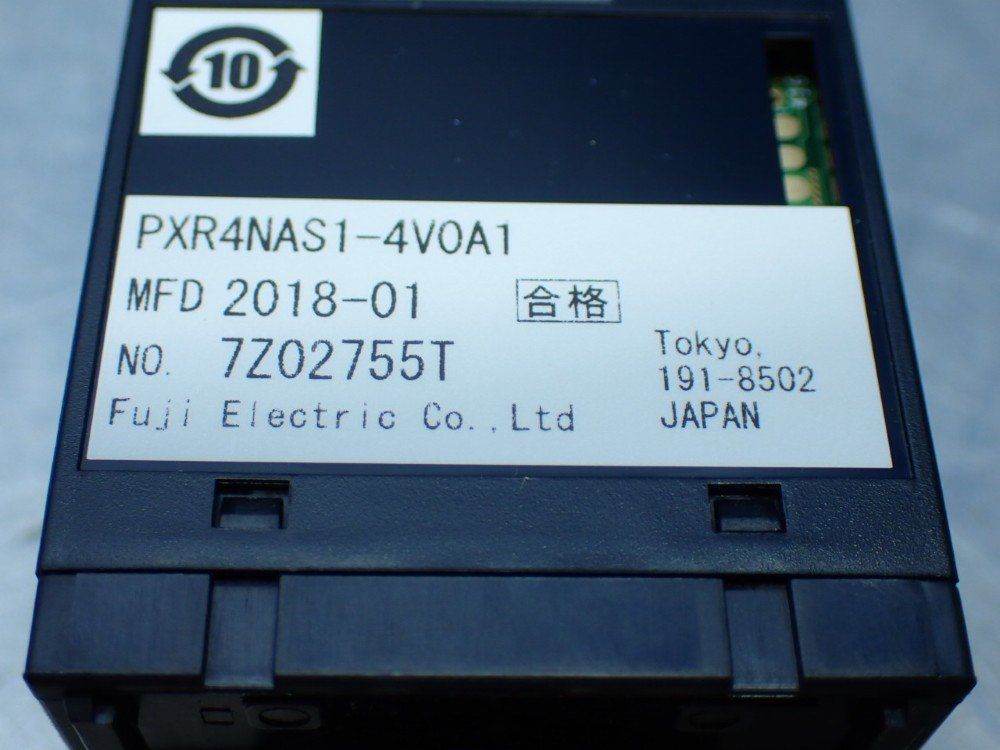 10
PXR4NAS1-4V0A1
MFD 2018-01 合格
NO. 7Z02755T
Fuji Electric Co.,Ltd
Tokyo,
191-8502
JAPAN